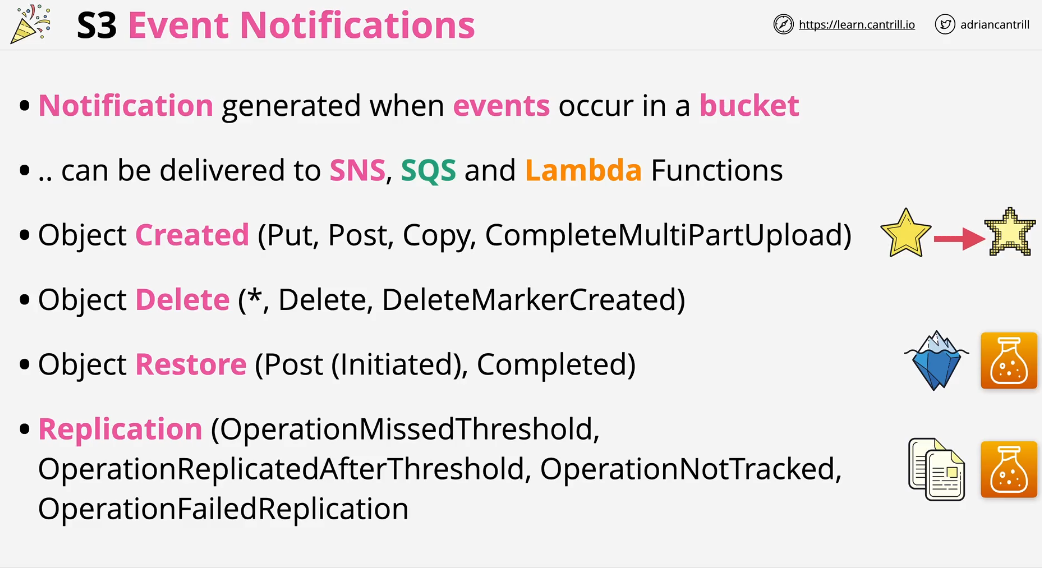 S3 Event Notifications
https://learn.cantrill.io
adriancantrill
• Notification generated when events occur in a bucket
• .. can be delivered to SNS, SQS and Lambda Functions
• Object Created (Put, Post, Copy, CompleteMultiPartUpload)
• Object Delete (*, Delete, DeleteMarkerCreated)
• Object Restore (Post (Initiated), Completed)
• Replication (OperationMissedThreshold,
OperationReplicatedAfterThreshold, OperationNotTracked,
OperationFailedReplication